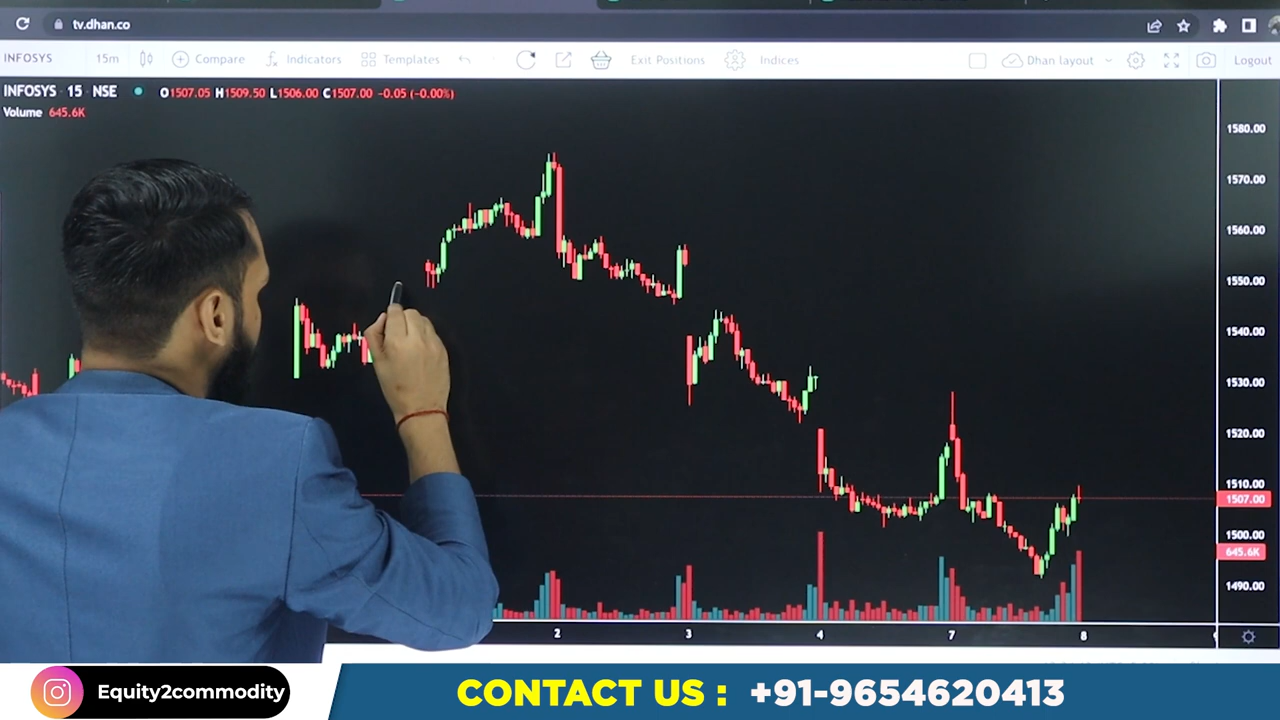 tv.dhan.co
INFOSYS 15m Compare Indicators Templates Exit Positions Indices Dhan layout Logout
INFOSYS 15 NSE O1507.05 H1509.50 L1506.00 C1507.00 -0.05 (-0.00%)
Volume 645.6K
1580.00
1570.00
1560.00
1550.00
1540.00
1530.00
1520.00
1510.00
1507.00
1500.00
645.6K
1490.00
2 3 4 7 8
Equity2commodity
CONTACT US : +91-9654620413